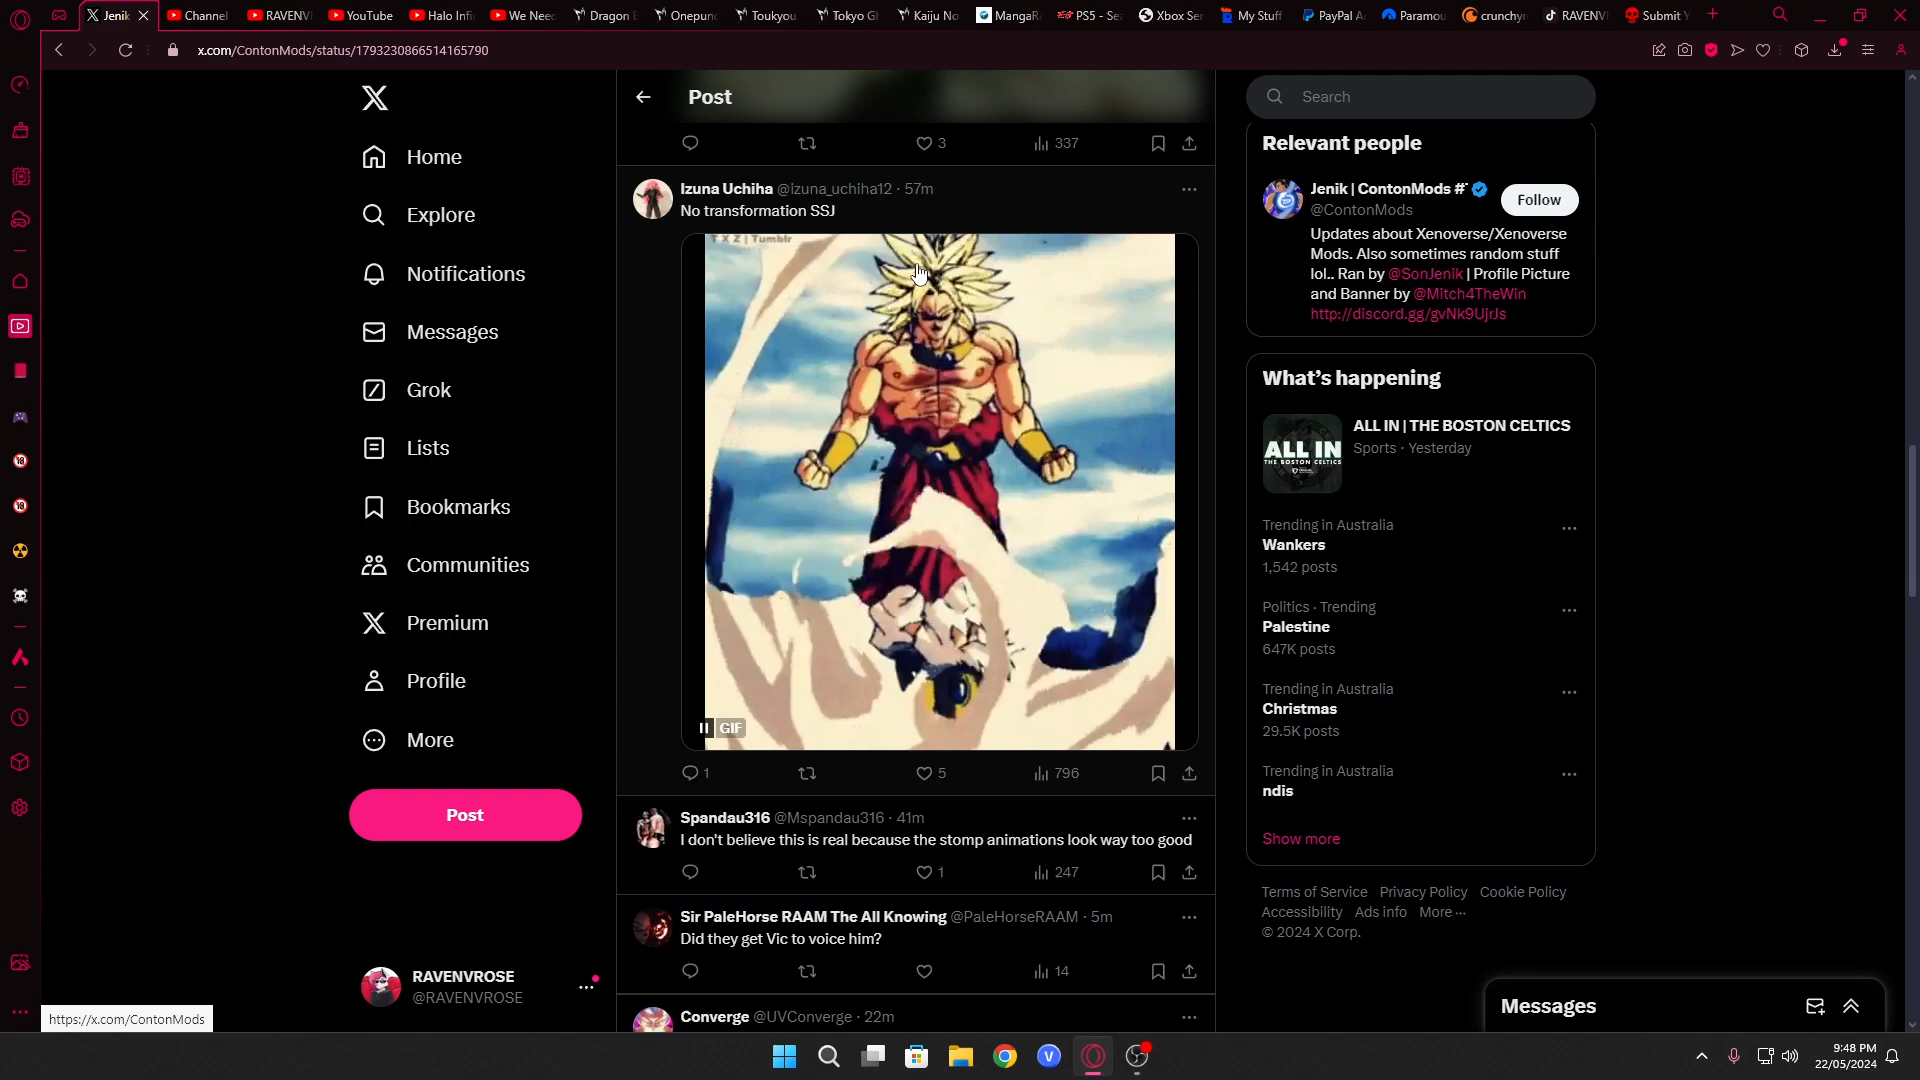 Jenik
Channel
RAVENV
YouTube
Halo Infi
We Need
Dragon
Onepun
Toukyou
Tokyo G
Kaiju No
MangaR
PS5 - Se
Xbox Ser
My Stuff
PayPal A
Paramou
crunchyr
RAVENV
Submit Y
x.com/ContonMods/status/1793230866514165790
Home
Explore
Notifications
Messages
Grok
Lists
Bookmarks
Communities
Premium
Profile
More
Post
RAVENVROSE
@RAVENVROSE
https://x.com/ContonMods
Post
3
337
Izuna Uchiha @izuna_uchiha12 · 57m
No transformation SSJ
T X Z | Tumblr
GIF
1
5
796
Spandau316 @Mspandau316 · 41m
I don't believe this is real because the stomp animations look way too good
1
247
Sir PaleHorse RAAM The All Knowing @PaleHorseRAAM · 5m
Did they get Vic to voice him?
14
Converge @UVConverge · 22m
Search
Relevant people
Jenik | ContonMods #
@ContonMods
Follow
Updates about Xenoverse/Xenoverse
Mods. Also sometimes random stuff
lol.. Ran by @SonJenik | Profile Picture
and Banner by @Mitch4TheWin
http://discord.gg/gvNk9UjrJs
What's happening
ALL IN
THE BOSTON CELTICS
ALL IN | THE BOSTON CELTICS
Sports · Yesterday
Trending in Australia
Wankers
1,542 posts
Politics · Trending
Palestine
647K posts
Trending in Australia
Christmas
29.5K posts
Trending in Australia
ndis
Show more
Terms of Service Privacy Policy Cookie Policy
Accessibility Ads info More ···
© 2024 X Corp.
Messages
9:48 PM
22/05/2024